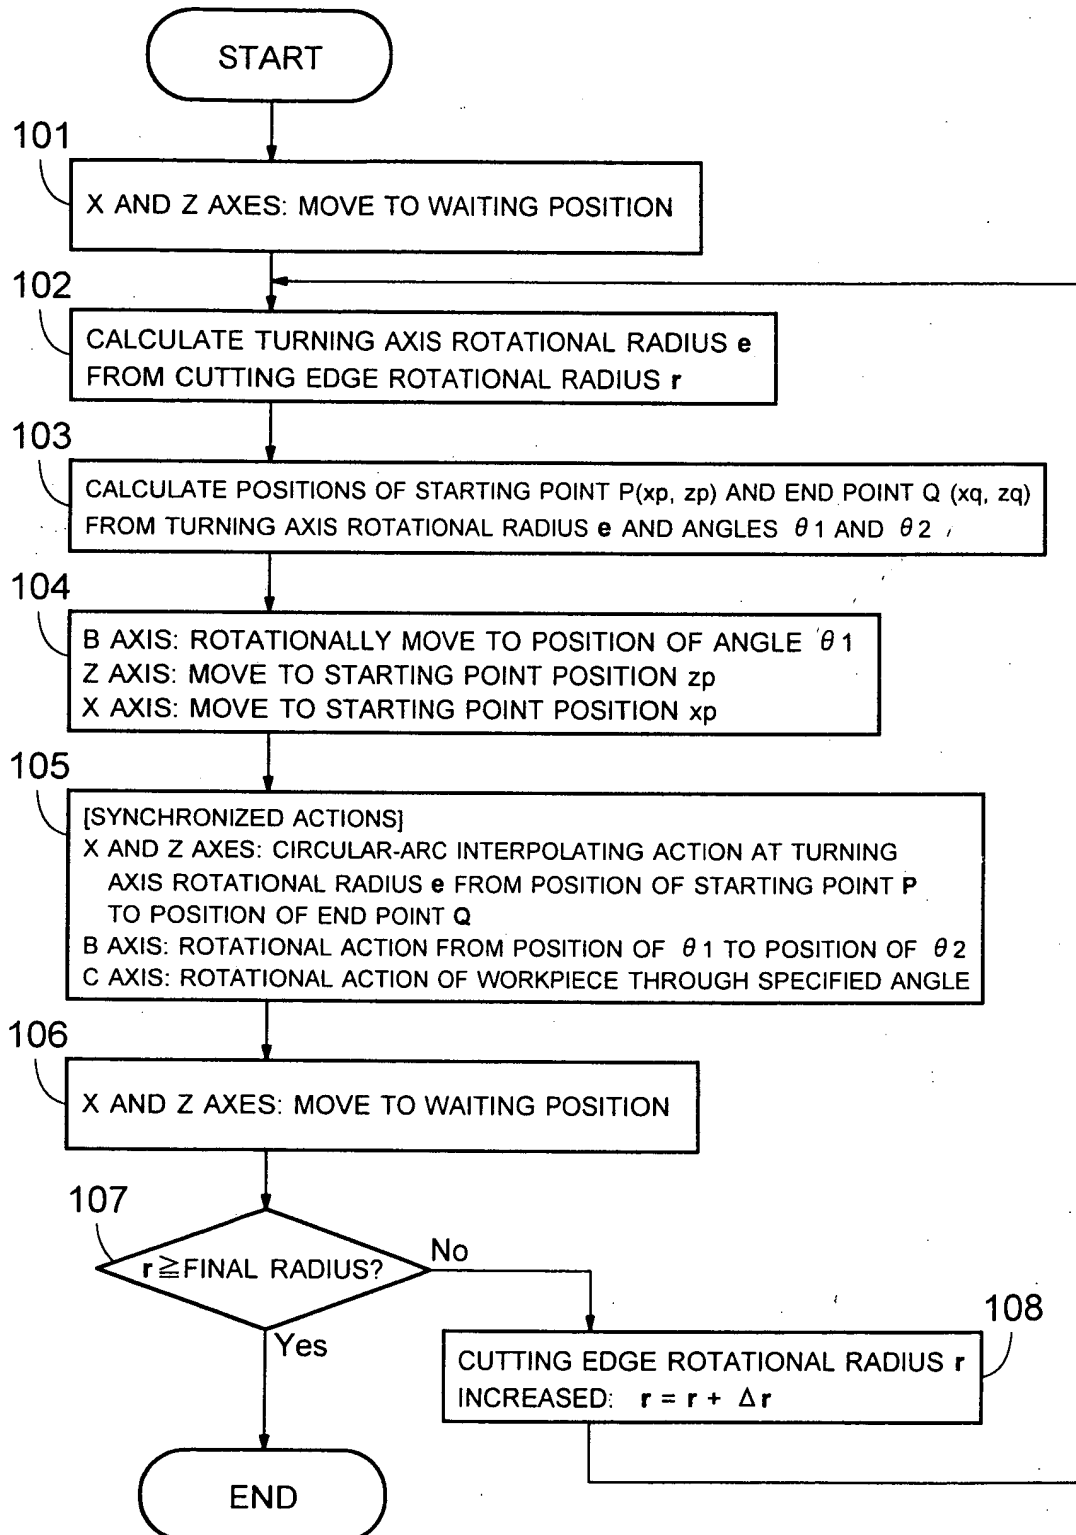 START
101
X AND Z AXES: MOVE TO WAITING POSITION
102
CALCULATE TURNING AXIS ROTATIONAL RADIUS e
FROM CUTTING EDGE ROTATIONAL RADIUS r
103
CALCULATE POSITIONS OF STARTING POINT P(xp, zp) AND END POINT Q (xq, zq)
FROM TURNING AXIS ROTATIONAL RADIUS e AND ANGLES θ1 AND θ2
104
B AXIS: ROTATIONALLY MOVE TO POSITION OF ANGLE θ1
Z AXIS: MOVE TO STARTING POINT POSITION zp
X AXIS: MOVE TO STARTING POINT POSITION xp
105
[SYNCHRONIZED ACTIONS]
X AND Z AXES: CIRCULAR-ARC INTERPOLATING ACTION AT TURNING
AXIS ROTATIONAL RADIUS e FROM POSITION OF STARTING POINT P
TO POSITION OF END POINT Q
B AXIS: ROTATIONAL ACTION FROM POSITION OF θ1 TO POSITION OF θ2
C AXIS: ROTATIONAL ACTION OF WORKPIECE THROUGH SPECIFIED ANGLE
106
X AND Z AXES: MOVE TO WAITING POSITION
107
r≧FINAL RADIUS?
No
Yes
108
CUTTING EDGE ROTATIONAL RADIUS r
INCREASED: r = r + Δr
END